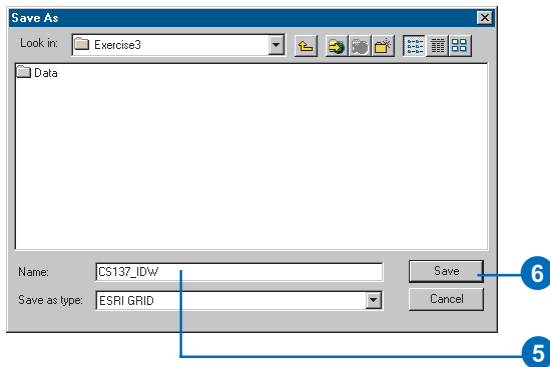 Save As
Look in: Exercise3
Data
Name: CS137_IDW Save 6
Save as type: ESRI GRID Cancel
5